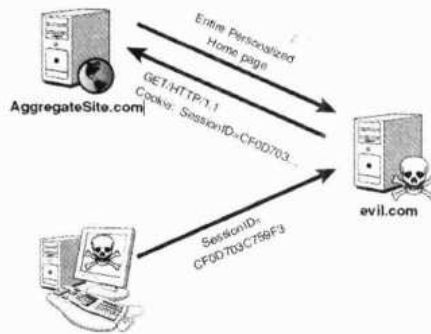 Entire Personalized
Home page
GET/HTTP/1.1
Cookie: SessionID=CF0D703...
AggregateSite.com
evil.com
SessionID=
CF0D703C759F3